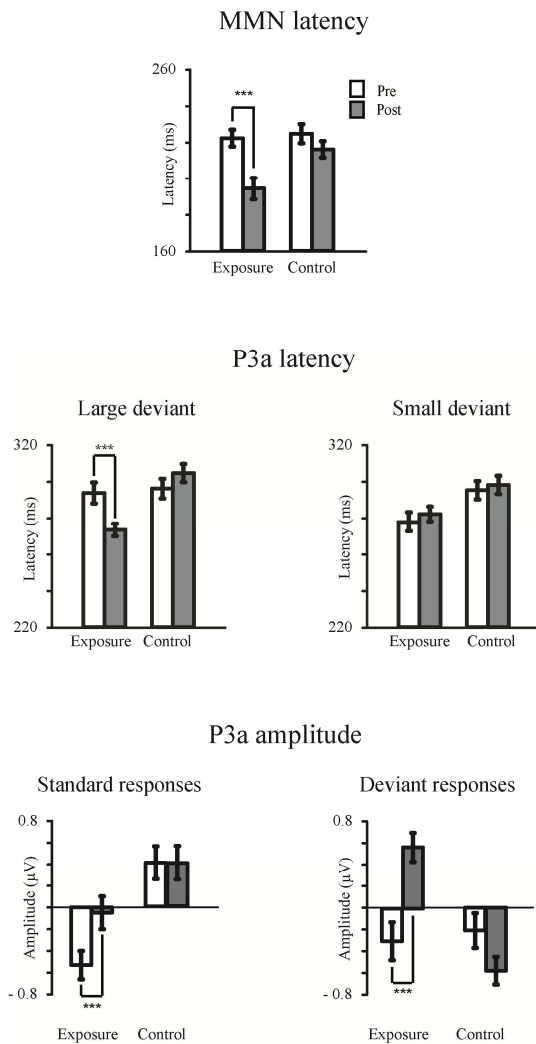 MMN latency
260
***
Pre
Post
Latency (ms)
160
Exposure Control
P3a latency
Large deviant
Small deviant
320
***
Latency (ms)
220
Exposure Control
320
Latency (ms)
220
Exposure Control
P3a amplitude
Standard responses
Deviant responses
0.8
Amplitude (µV)
- 0.8
***
Exposure Control
0.8
Amplitude (µV)
- 0.8
***
Exposure Control